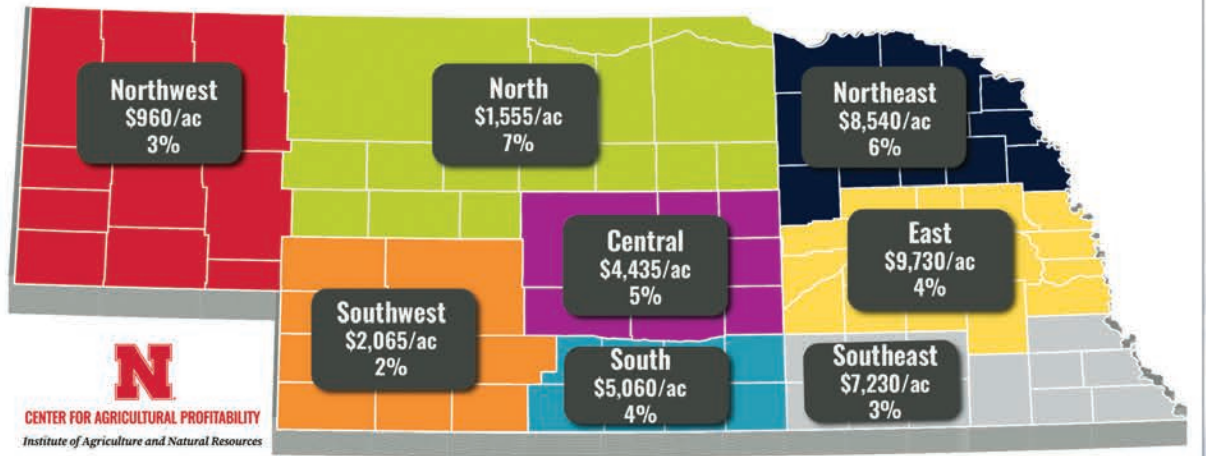 Northwest
$960/ac
3%
North
$1,555/ac
7%
Northeast
$8,540/ac
6%
Central
$4,435/ac
5%
East
$9,730/ac
4%
Southwest
$2,065/ac
2%
South
$5,060/ac
4%
Southeast
$7,230/ac
3%
N
CENTER FOR AGRICULTURAL PROFITABILITY
Institute of Agriculture and Natural Resources